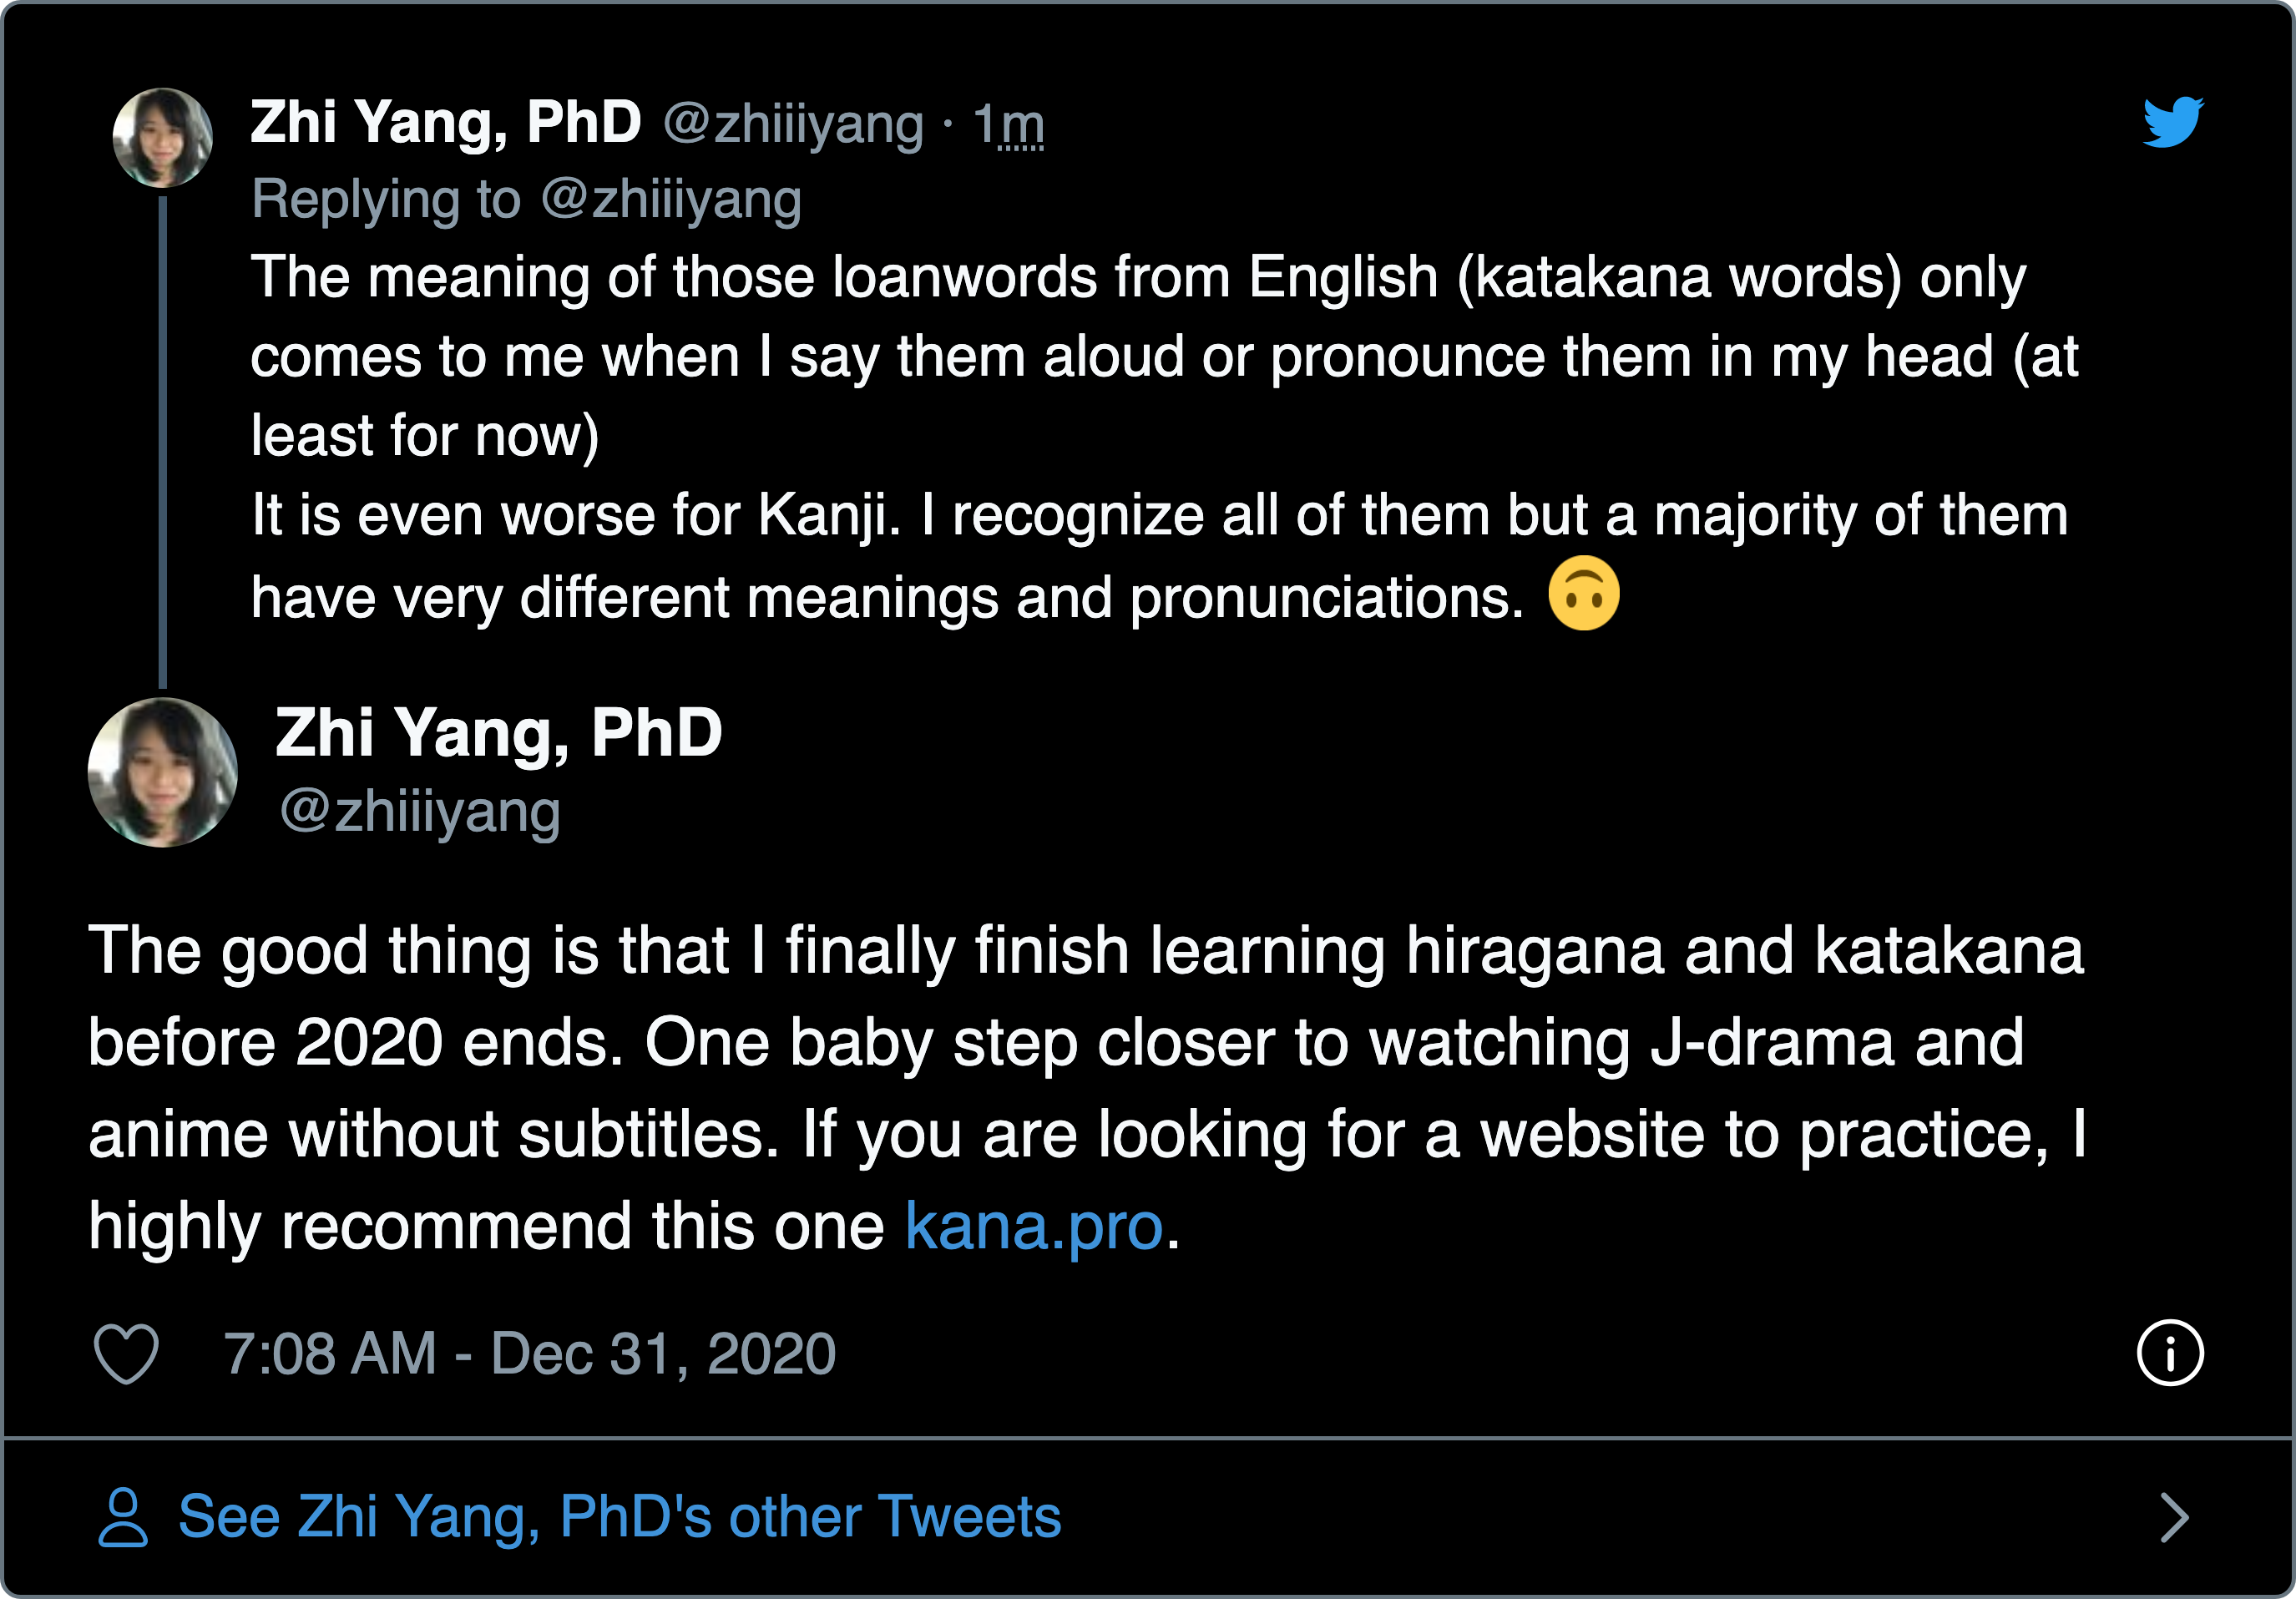 Zhi Yang, PhD @zhiiiyang · 1m
Replying to @zhiiiyang
The meaning of those loanwords from English (katakana words) only
comes to me when I say them aloud or pronounce them in my head (at
least for now)
It is even worse for Kanji. I recognize all of them but a majority of them
have very different meanings and pronunciations. 🙃
Zhi Yang, PhD
@zhiiiyang
The good thing is that I finally finish learning hiragana and katakana
before 2020 ends. One baby step closer to watching J-drama and
anime without subtitles. If you are looking for a website to practice, I
highly recommend this one kana.pro.
7:08 AM - Dec 31, 2020
See Zhi Yang, PhD's other Tweets